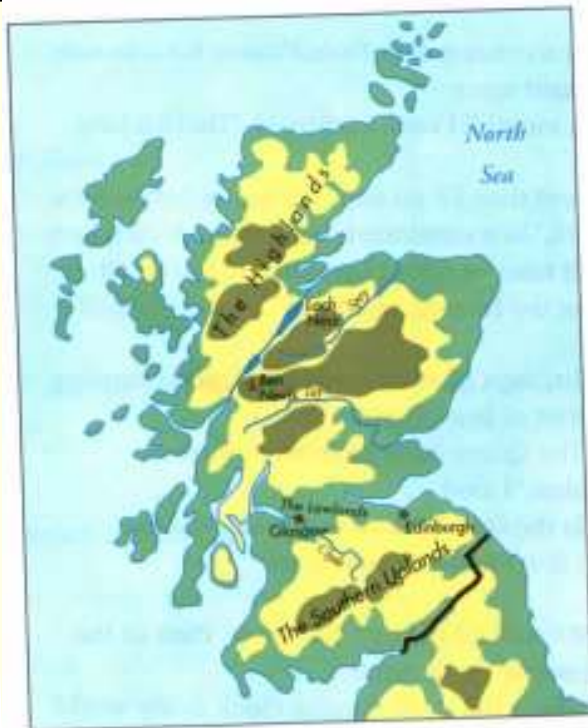 North
Sea
The Highlands
Loch
Ness
Ben
Nevis
The Lowlands
Glasgow
Edinburgh
The Southern Uplands